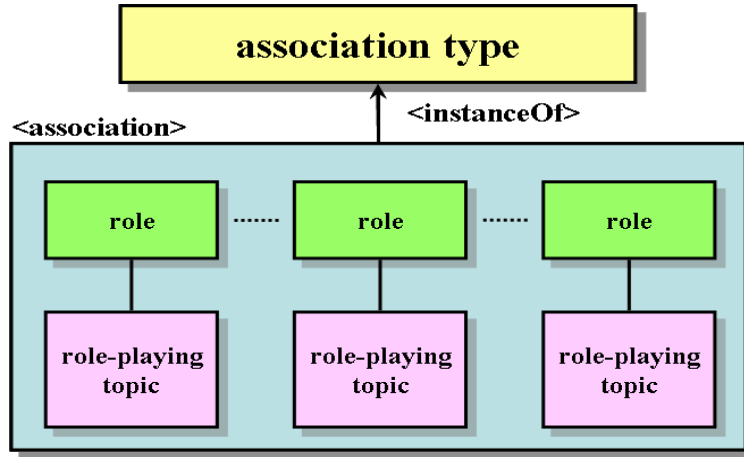 association type
<instanceOf>
<association>
role ....... role ....... role
role-playing topic
role-playing topic
role-playing topic